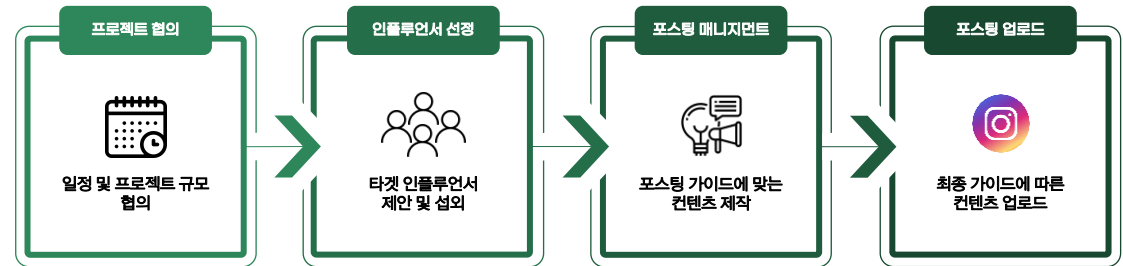 프로젝트 협의
인플루언서 선정
포스팅 매니지먼트
포스팅 업로드
일정 및 프로젝트 규모
협의
타겟 인플루언서
제안 및 섭외
포스팅 가이드에 맞는
컨텐츠 제작
최종 가이드에 따른
컨텐츠 업로드